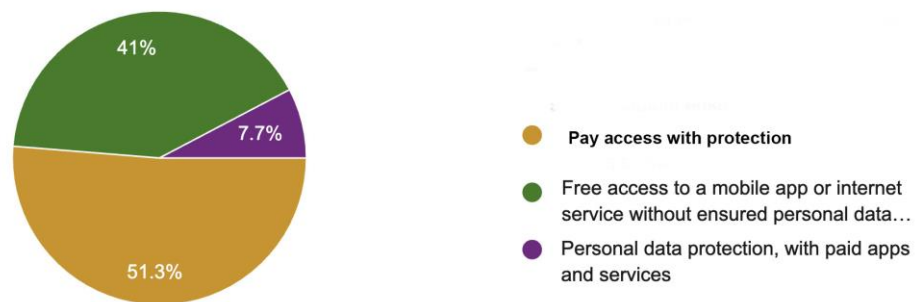 41%
7.7%
51.3%
Pay access with protection
Free access to a mobile app or internet
service without ensured personal data…
Personal data protection, with paid apps
and services